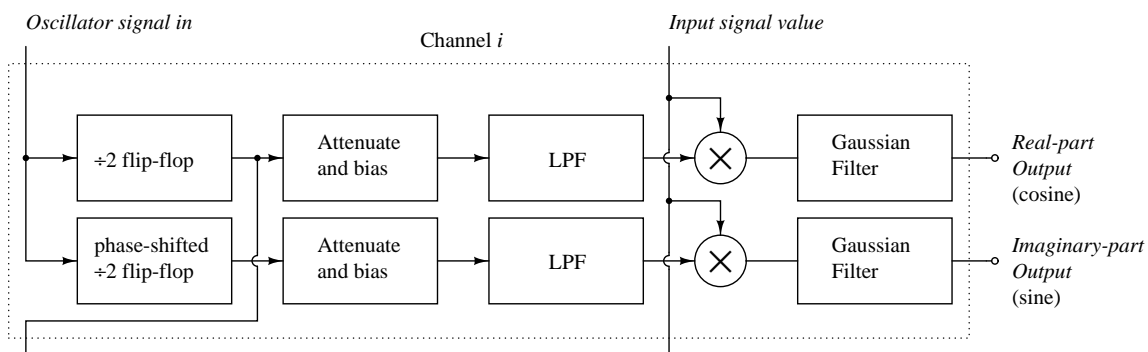 Oscillator signal in
Input signal value
Channel i
÷2 flip-flop
Attenuate
and bias
LPF
Gaussian
Filter
Real-part
Output
(cosine)
phase-shifted
÷2 flip-flop
Attenuate
and bias
LPF
Gaussian
Filter
Imaginary-part
Output
(sine)